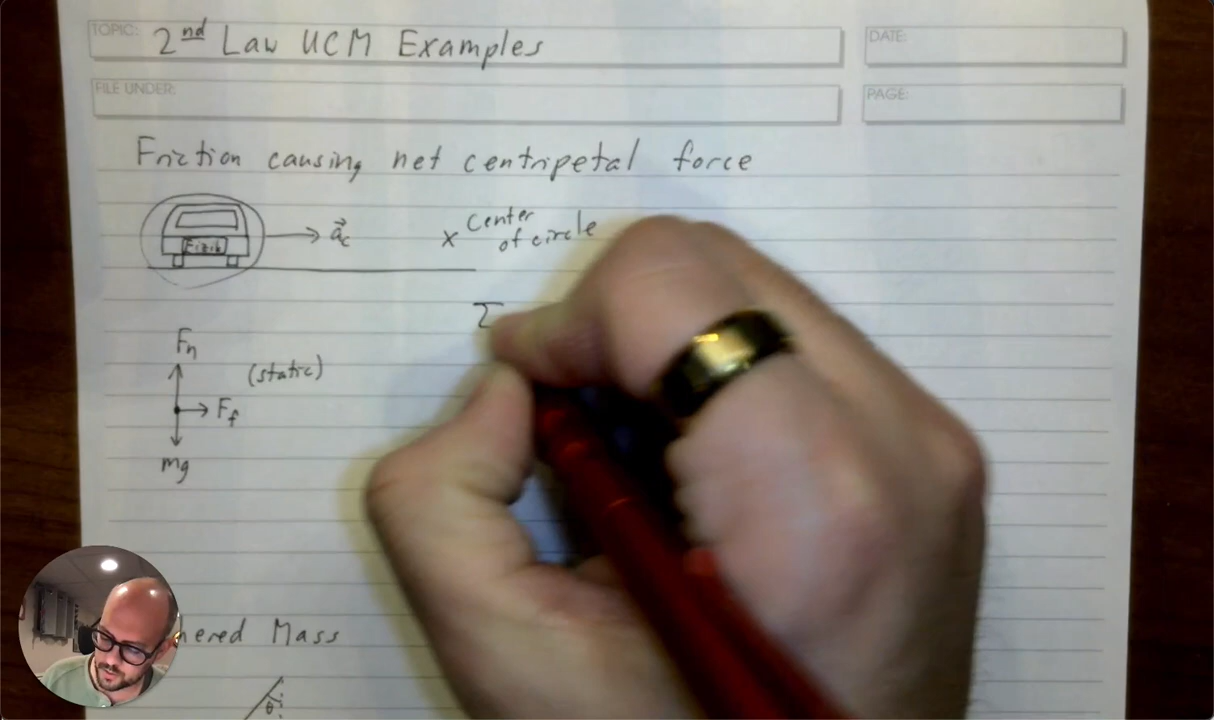 TOPIC: 2nd Law UCM Examples
DATE:
FILE UNDER:
PAGE:
Friction causing net centripetal force
Fizik
a⃗c
x center
of circle
Σ
Fn
(static)
Ff
mg
Mass
θ